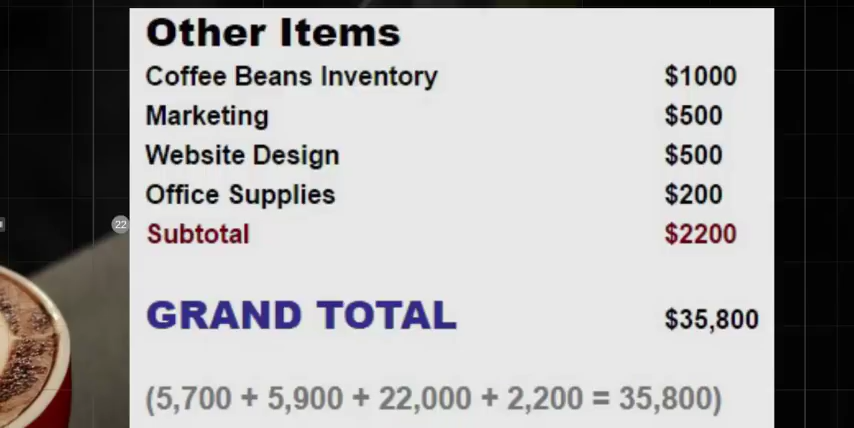 Other Items
Coffee Beans Inventory $1000
Marketing $500
Website Design $500
Office Supplies $200
22
Subtotal $2200
GRAND TOTAL $35,800
(5,700 + 5,900 + 22,000 + 2,200 = 35,800)